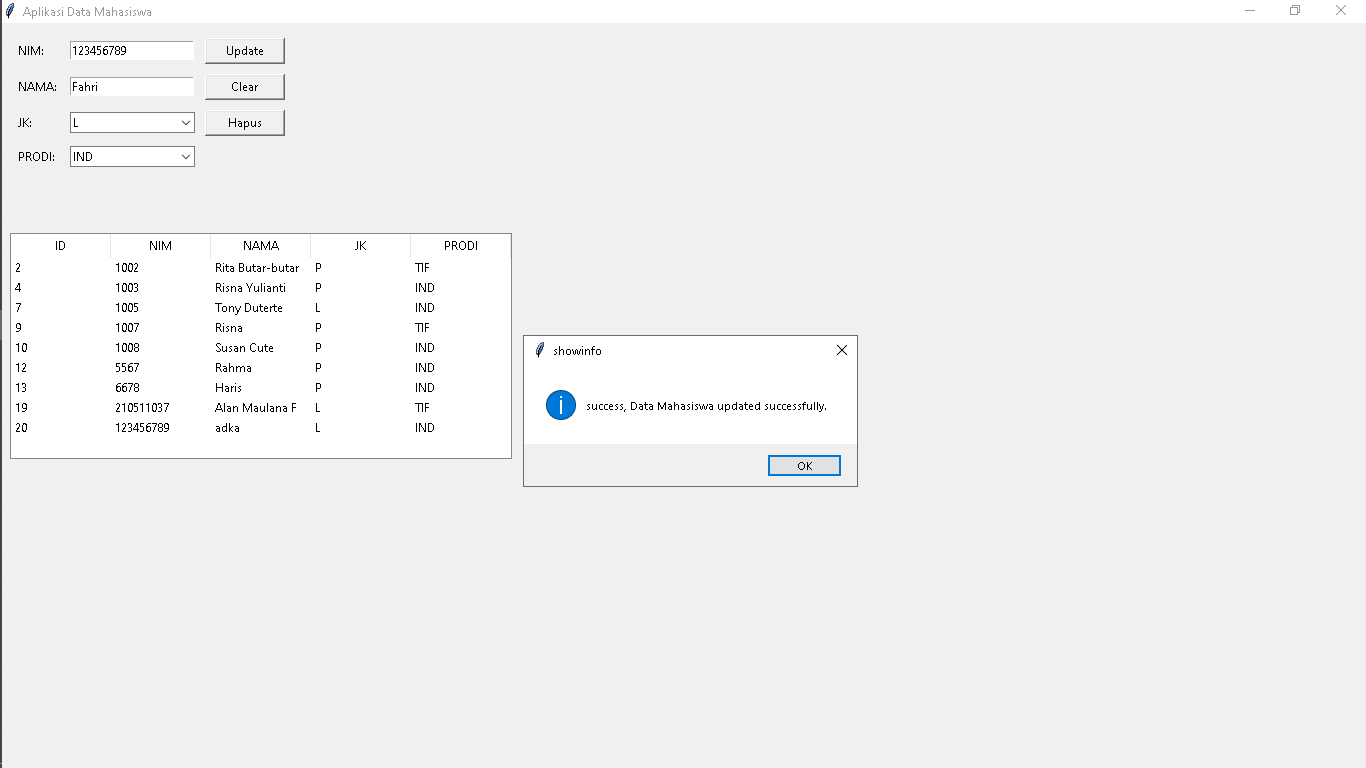 Aplikasi Data Mahasiswa
NIM: 123456789 Update
NAMA: Fahri Clear
JK: L Hapus
PRODI: IND
ID NIM NAMA JK PRODI
2 1002 Rita Butar-butar P TIF
4 1003 Risna Yulianti P IND
7 1005 Tony Duterte L IND
9 1007 Risna P TIF
10 1008 Susan Cute P IND
12 5567 Rahma P IND
13 6678 Haris P IND
19 210511037 Alan Maulana F L TIF
20 123456789 adka L IND
showinfo
success, Data Mahasiswa updated successfully.
OK